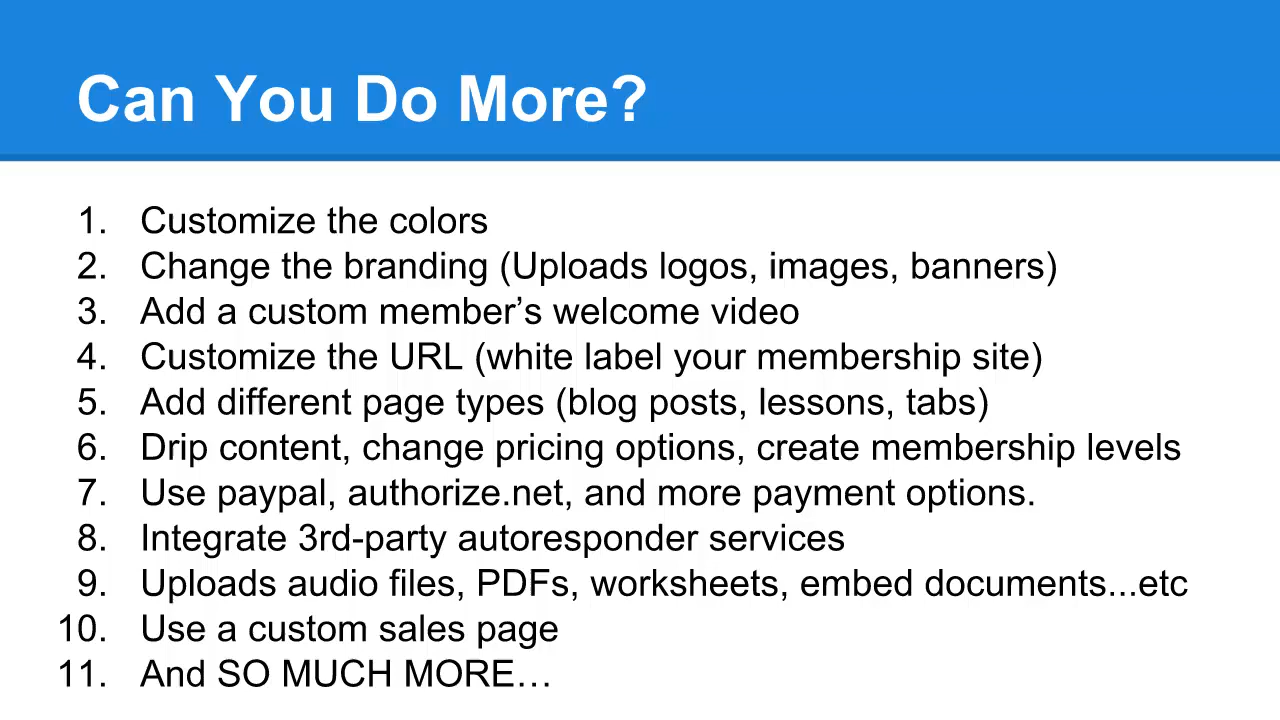 Can You Do More?
1. Customize the colors
2. Change the branding (Uploads logos, images, banners)
3. Add a custom member’s welcome video
4. Customize the URL (white label your membership site)
5. Add different page types (blog posts, lessons, tabs)
6. Drip content, change pricing options, create membership levels
7. Use paypal, authorize.net, and more payment options.
8. Integrate 3rd-party autoresponder services
9. Uploads audio files, PDFs, worksheets, embed documents...etc
10. Use a custom sales page
11. And SO MUCH MORE…